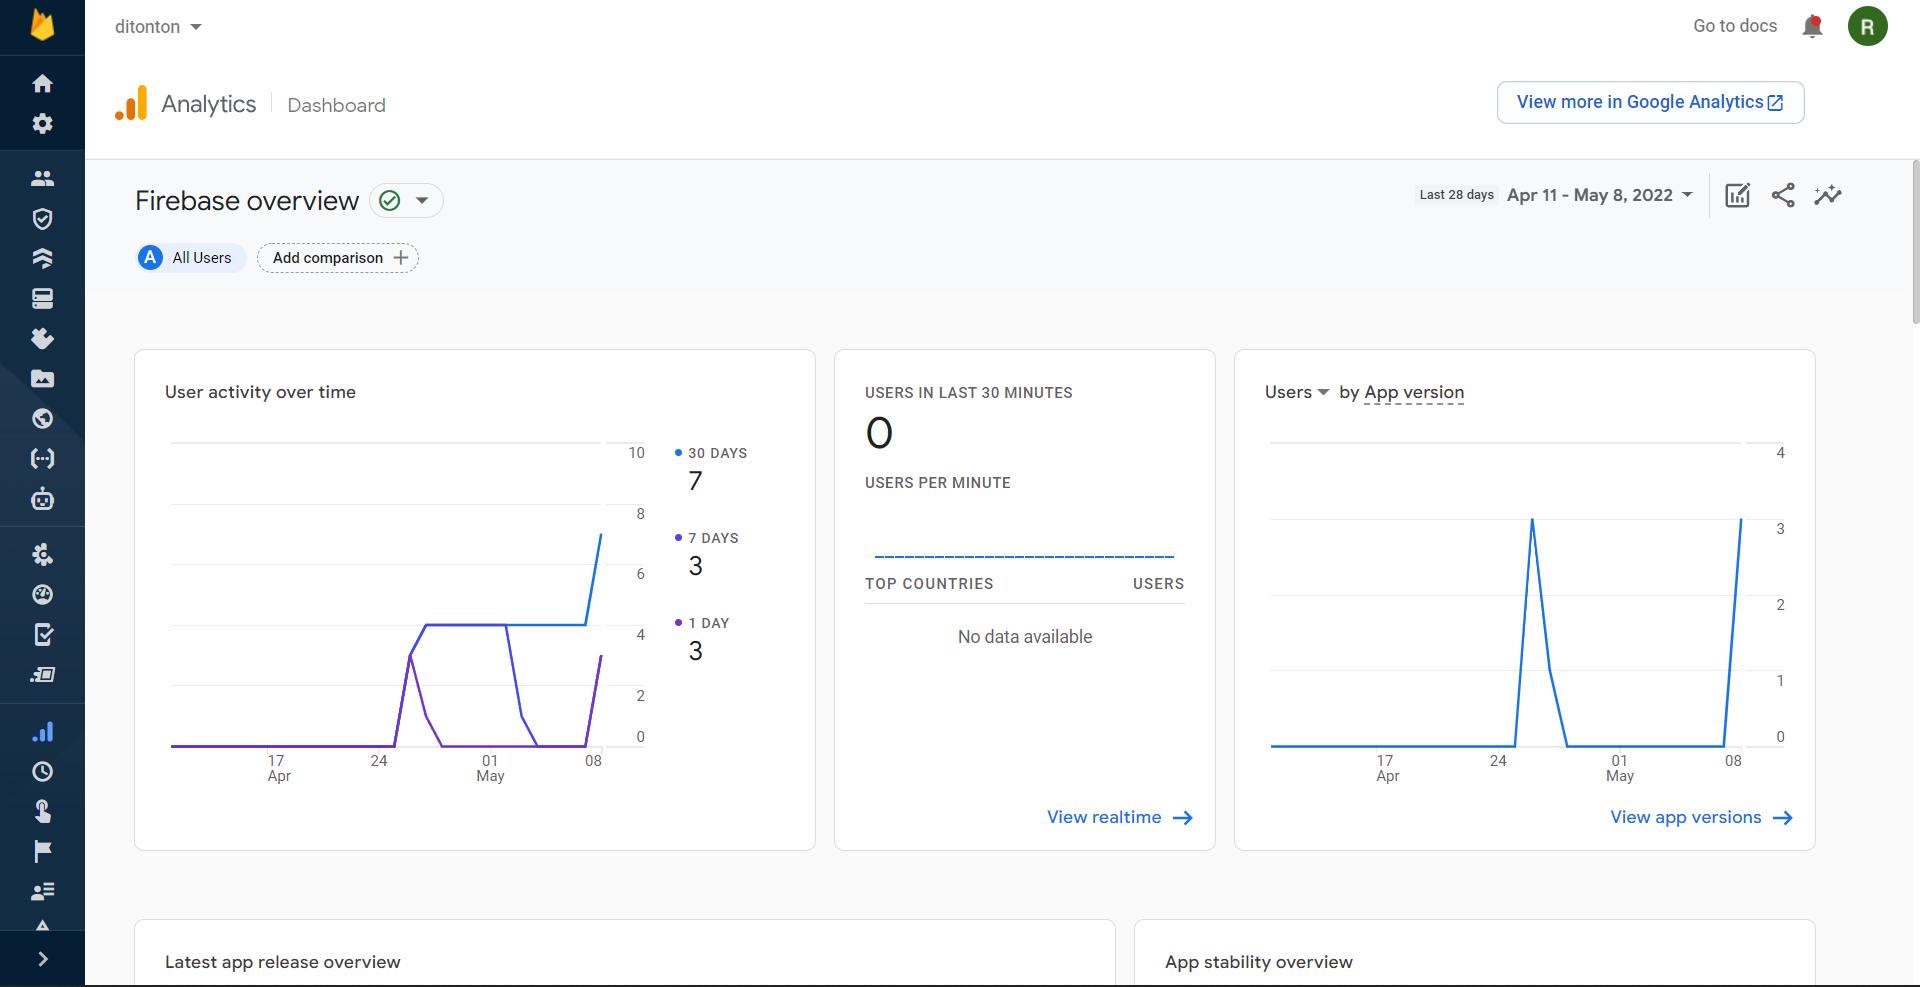 ditonton
Go to docs
R
Analytics
Dashboard
View more in Google Analytics
Firebase overview
Last 28 days
Apr 11 - May 8, 2022
A All Users
Add comparison
User activity over time
10
8
6
4
2
0
17
Apr
24
01
May
08
30 DAYS
7
7 DAYS
3
1 DAY
3
USERS IN LAST 30 MINUTES
0
USERS PER MINUTE
TOP COUNTRIES USERS
No data available
View realtime
Users by App version
4
3
2
1
0
17
Apr
24
01
May
08
View app versions
Latest app release overview
App stability overview